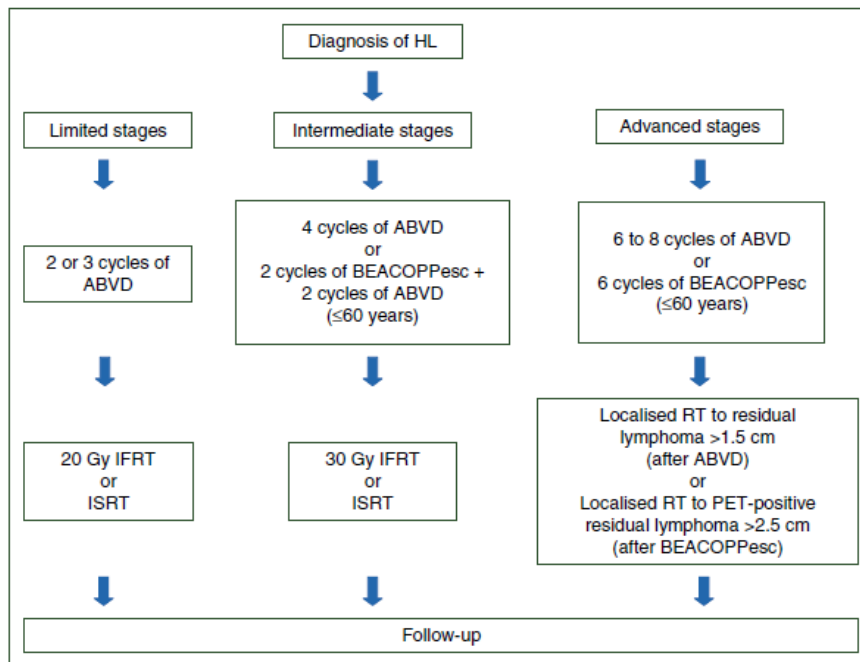 Diagnosis of HL
Limited stages
Intermediate stages
Advanced stages
2 or 3 cycles of
ABVD
4 cycles of ABVD
or
2 cycles of BEACOPPesc +
2 cycles of ABVD
(≤60 years)
6 to 8 cycles of ABVD
or
6 cycles of BEACOPPesc
(≤60 years)
20 Gy IFRT
or
ISRT
30 Gy IFRT
or
ISRT
Localised RT to residual
lymphoma >1.5 cm
(after ABVD)
or
Localised RT to PET-positive
residual lymphoma >2.5 cm
(after BEACOPPesc)
Follow-up